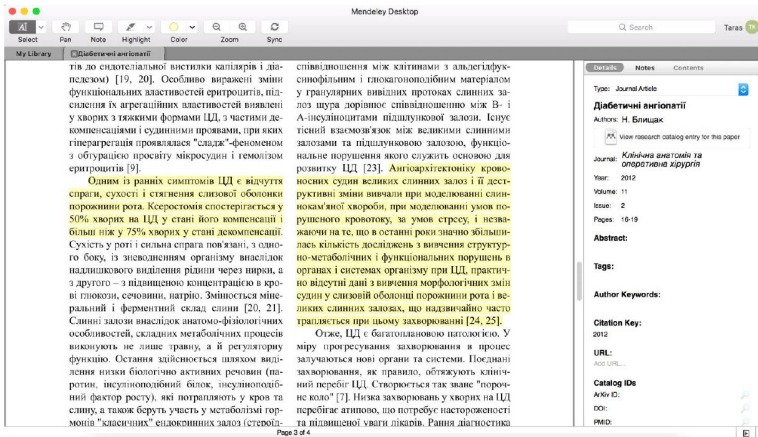 Mendeley Desktop
Select
Pan
Note
Highlight
Color
Zoom
Sync
Search
Taras
My Library
Діабетичні ангіопатії
тів до ендотеліальної вистилки капілярів і діа-
педезом) [19, 20]. Особливо виражені зміни
функціональних властивостей еритроцитів, під-
силення їх агрегаційних властивостей виявлені
у хворих з тяжкими формами ЦД, з частими де-
компенсаціями і судинними проявами, при яких
гіперагрегація проявлялася "сладж"-феноменом
з обтурацією просвіту мікросудин і гемолізом
еритроцитів [9].
Одним із ранніх симптомів ЦД є відчуття
спраги, сухості і стягнення слизової оболонки
порожнини рота. Ксеростомія спостерігається у
50% хворих на ЦД у стані його компенсації і
більш ніж у 75% хворих у стані декомпенсації.
Сухість у роті і сильна спрага пов'язані, з одно-
го боку, із зневодненням організму внаслідок
надлишкового виділення рідини через нирки, а
з другого – з підвищеною концентрацією в кро-
ві глюкози, сечовини, натрію. Змінюється міне-
ральний і ферментний склад слини [20, 21].
Слинні залози внаслідок анатомо-фізіологічних
особливостей, складних метаболічних процесів
виконують не лише травну, а й регуляторну
функцію. Остання здійснюється шляхом виді-
лення низки біологічно активних речовин (па-
ротин, інсуліноподібний білок, інсуліноподіб-
ний фактор росту), які потрапляють у кров та
слину, а також беруть участь у метаболізмі гор-
монів "класичних" ендокринних залоз (стероїд-
співвідношення між клітинами з альдегідфук-
синофільним і глюкагоноподібним матеріалом
у гранулярних вивідних протоках слинних за-
лоз щура дорівнює співвідношенню між В- і
А-інсуліноцитами підшлункової залози. Існує
тісний взаємозв'язок між великими слинними
залозами та підшлунковою залозою, функціо-
нальне порушення якого служить основою для
розвитку ЦД [23]. Ангіоархітектоніку крово-
носних судин великих слинних залоз і її дест-
руктивні зміни вивчали при моделюванні слин-
нокам'яної хвороби, при моделюванні умов по-
рушеного кровотоку, за умов стресу, і незва-
жаючи на те, що в останні роки значно збільши-
лась кількість досліджень з вивчення структур-
но-метаболічних і функціональних порушень в
органах і системах організму при ЦД, практич-
но відсутні дані з вивчення морфологічних змін
судин у слизовій оболонці порожнини рота і ве-
ликих слинних залозах, що надзвичайно часто
трапляється при цьому захворюванні [24, 25].
Отже, ЦД є багатоплановою патологією. У
міру прогресування захворювання в процес
залучаються нові органи та системи. Поєднані
захворювання, як правило, обтяжують клініч-
ний перебіг ЦД. Створюється так зване "пороч-
не коло" [7]. Низка захворювань у хворих на ЦД
перебігає атипово, що потребує настороженості
та підвищеної уваги лікарів. Рання діагностика
Page 3 of 4
Details
Notes
Contents
Type: Journal Article
Діабетичні ангіопатії
Authors: Н. Блищак
View research catalog entry for this paper
Journal: Клінічна анатомія та
оперативна хірургія
Year: 2012
Volume: 11
Issue: 2
Pages: 16-19
Abstract:
Tags:
Author Keywords:
Citation Key:
2012
URL:
Add URL...
Catalog IDs
ArXiv ID:
DOI:
PMID: